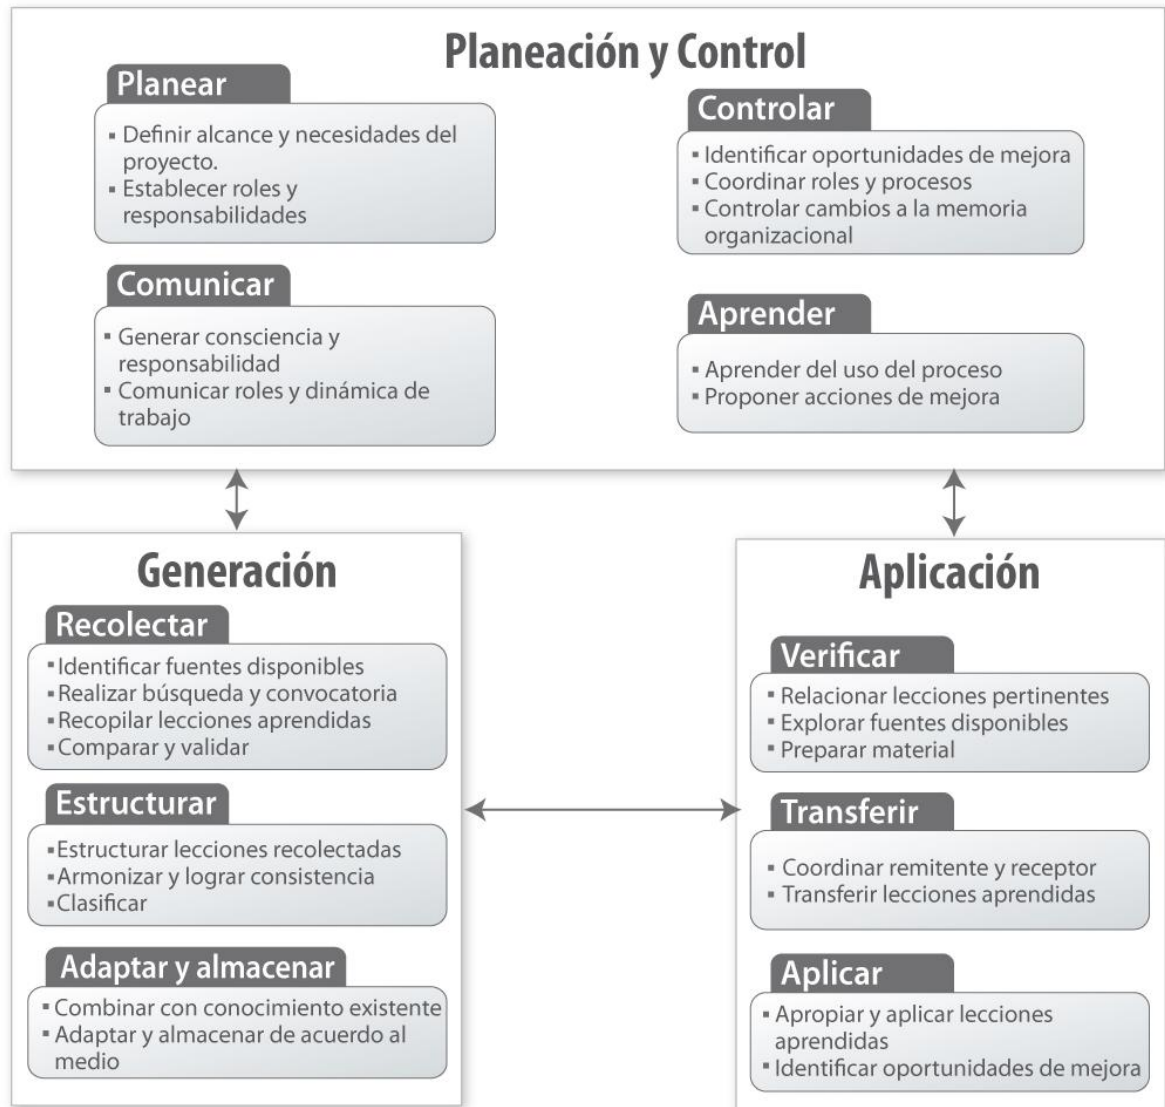 Planeación y Control
Planear
▪ Definir alcance y necesidades del
proyecto.
▪ Establecer roles y
responsabilidades
Comunicar
▪ Generar consciencia y
responsabilidad
▪ Comunicar roles y dinámica de
trabajo
Controlar
▪ Identificar oportunidades de mejora
▪ Coordinar roles y procesos
▪ Controlar cambios a la memoria
organizacional
Aprender
▪ Aprender del uso del proceso
▪ Proponer acciones de mejora
Generación
Recolectar
▪ Identificar fuentes disponibles
▪ Realizar búsqueda y convocatoria
▪ Recopilar lecciones aprendidas
▪ Comparar y validar
Estructurar
▪ Estructurar lecciones recolectadas
▪ Armonizar y lograr consistencia
▪ Clasificar
Adaptar y almacenar
▪ Combinar con conocimiento existente
▪ Adaptar y almacenar de acuerdo al
medio
Aplicación
Verificar
▪ Relacionar lecciones pertinentes
▪ Explorar fuentes disponibles
▪ Preparar material
Transferir
▪ Coordinar remitente y receptor
▪ Transferir lecciones aprendidas
Aplicar
▪ Apropiar y aplicar lecciones
aprendidas
▪ Identificar oportunidades de mejora